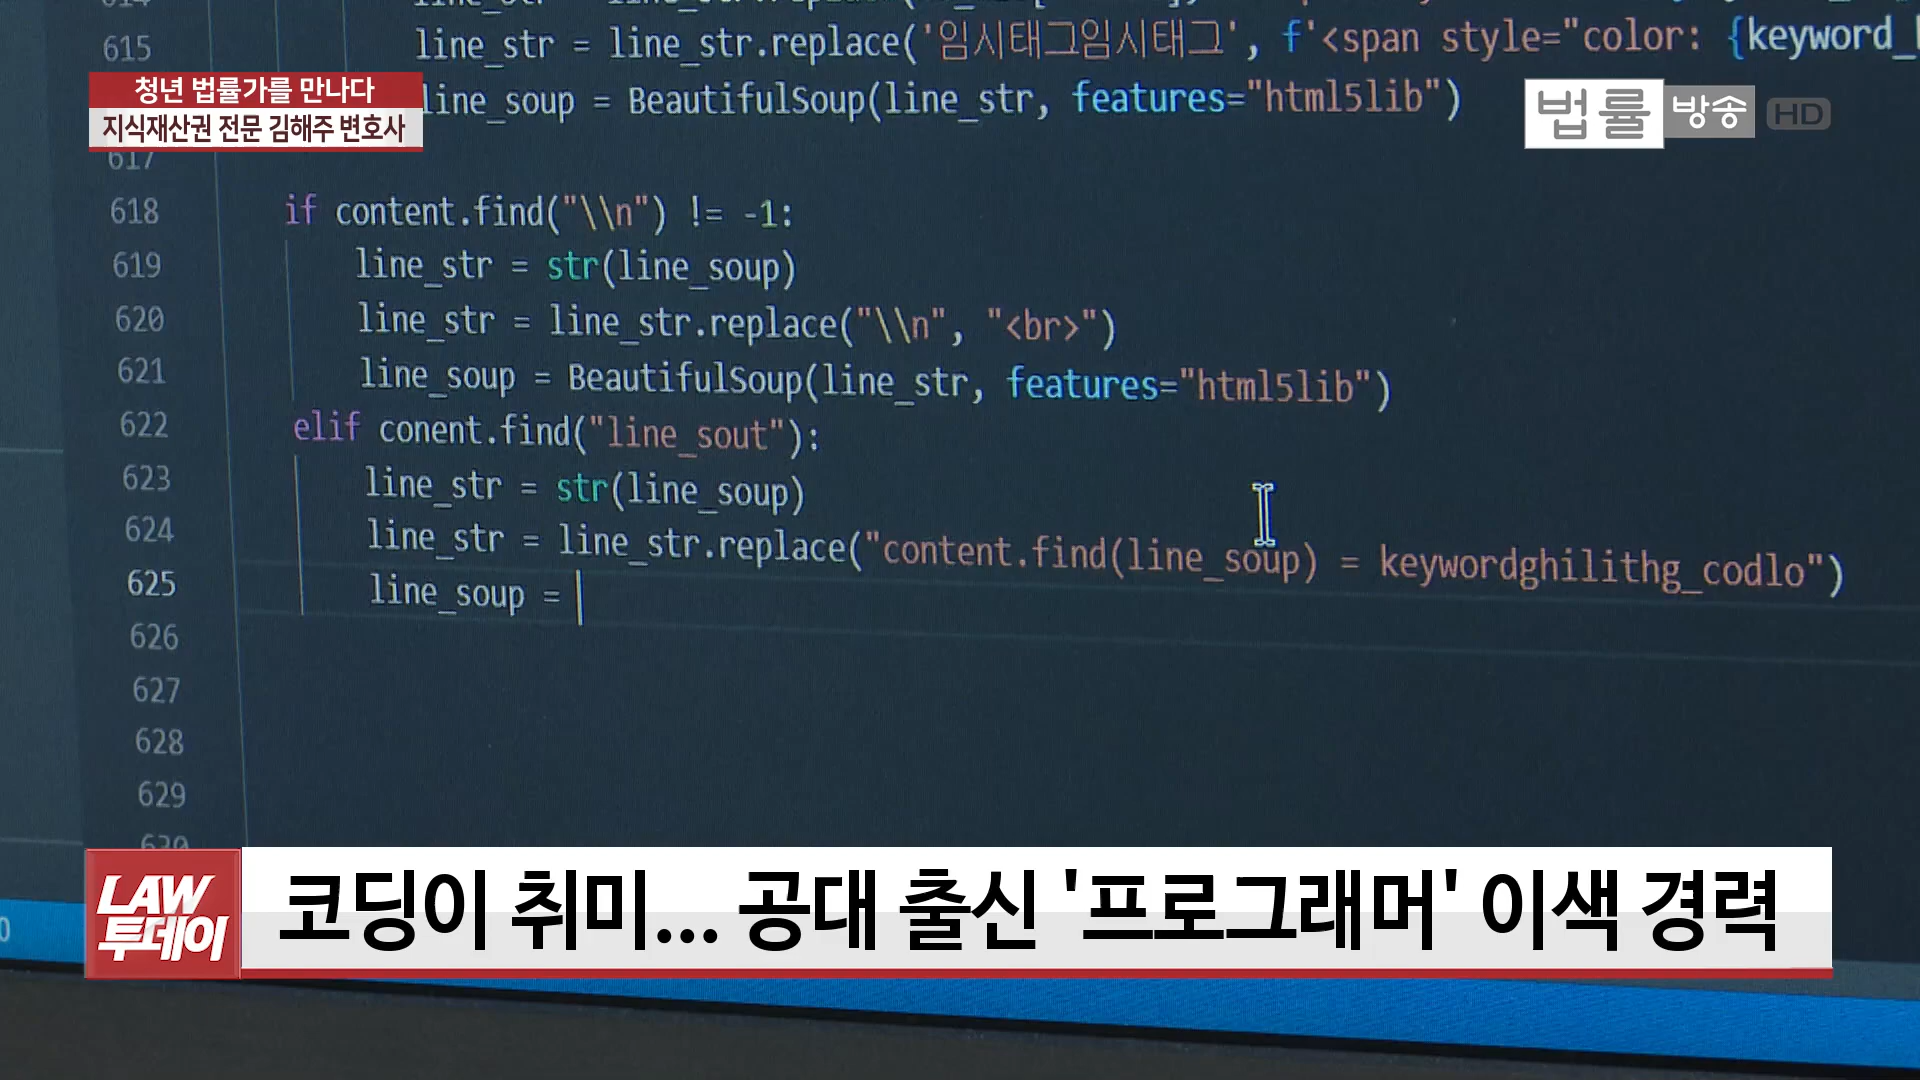 615 line_str = line_str.replace('임시태그임시태그', f'<span style="color: {keyword_
청년 법률가를 만나다
지식재산권 전문 김해주 변호사
line_soup = BeautifulSoup(line_str, features="html5lib")
법률방송 HD
617
618 if content.find("\\n") != -1:
619 line_str = str(line_soup)
620 line_str = line_str.replace("\\n", "<br>")
621 line_soup = BeautifulSoup(line_str, features="html5lib")
622 elif conent.find("line_sout"):
623 line_str = str(line_soup)
624 line_str = line_str.replace("content.find(line_soup) = keywordghilithg_codlo")
625 line_soup =
626
627
628
629
630
LAW 투데이
코딩이 취미... 공대 출신 '프로그래머' 이색 경력